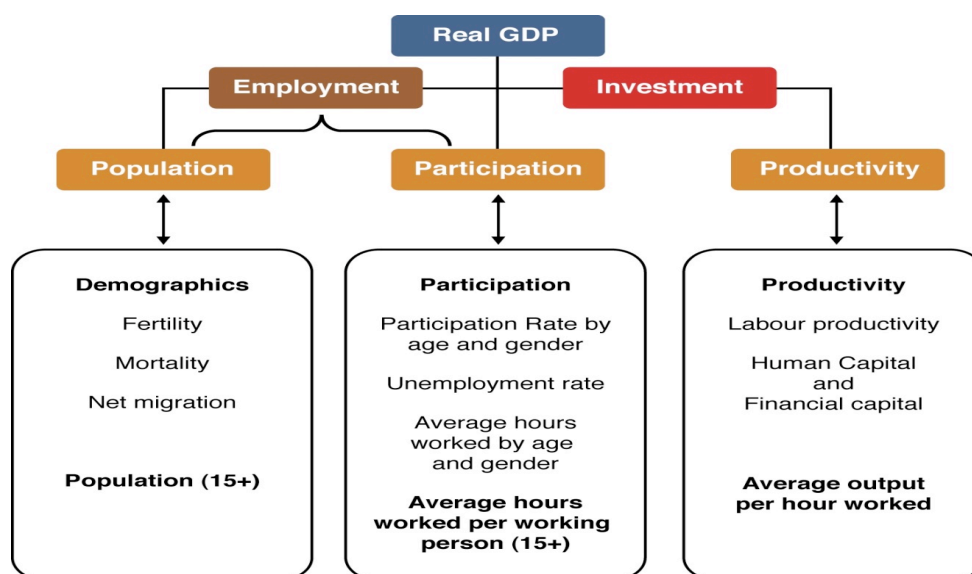 Real GDP
Employment
Investment
Population
Participation
Productivity
Demographics
Fertility
Mortality
Net migration
Population (15+)
Participation
Participation Rate by
age and gender
Unemployment rate
Average hours
worked by age
and gender
Average hours
worked per working
person (15+)
Productivity
Labour productivity
Human Capital
and
Financial capital
Average output
per hour worked